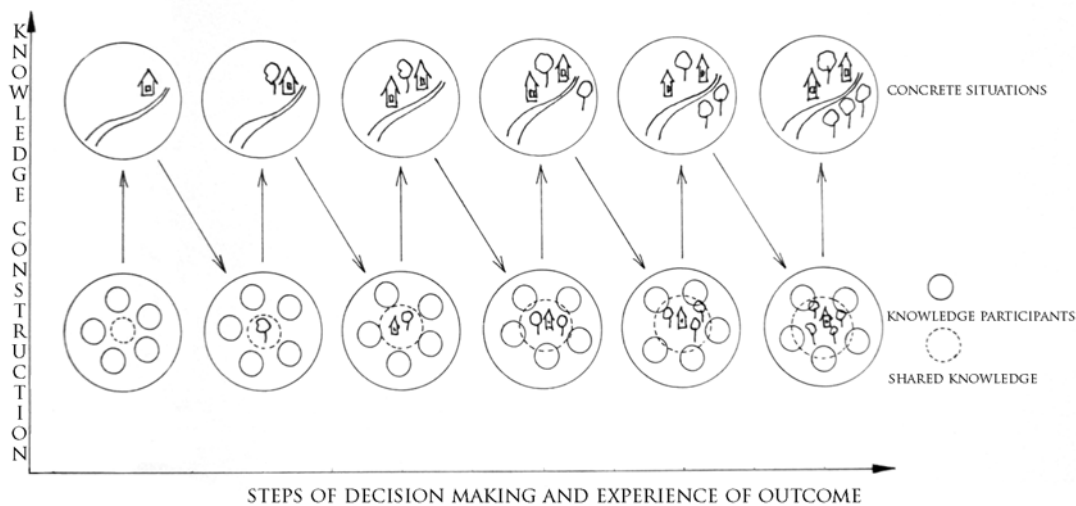 KNOWLEDGE CONSTRUCTION
CONCRETE SITUATIONS
KNOWLEDGE PARTICIPANTS
SHARED KNOWLEDGE
STEPS OF DECISION MAKING AND EXPERIENCE OF OUTCOME